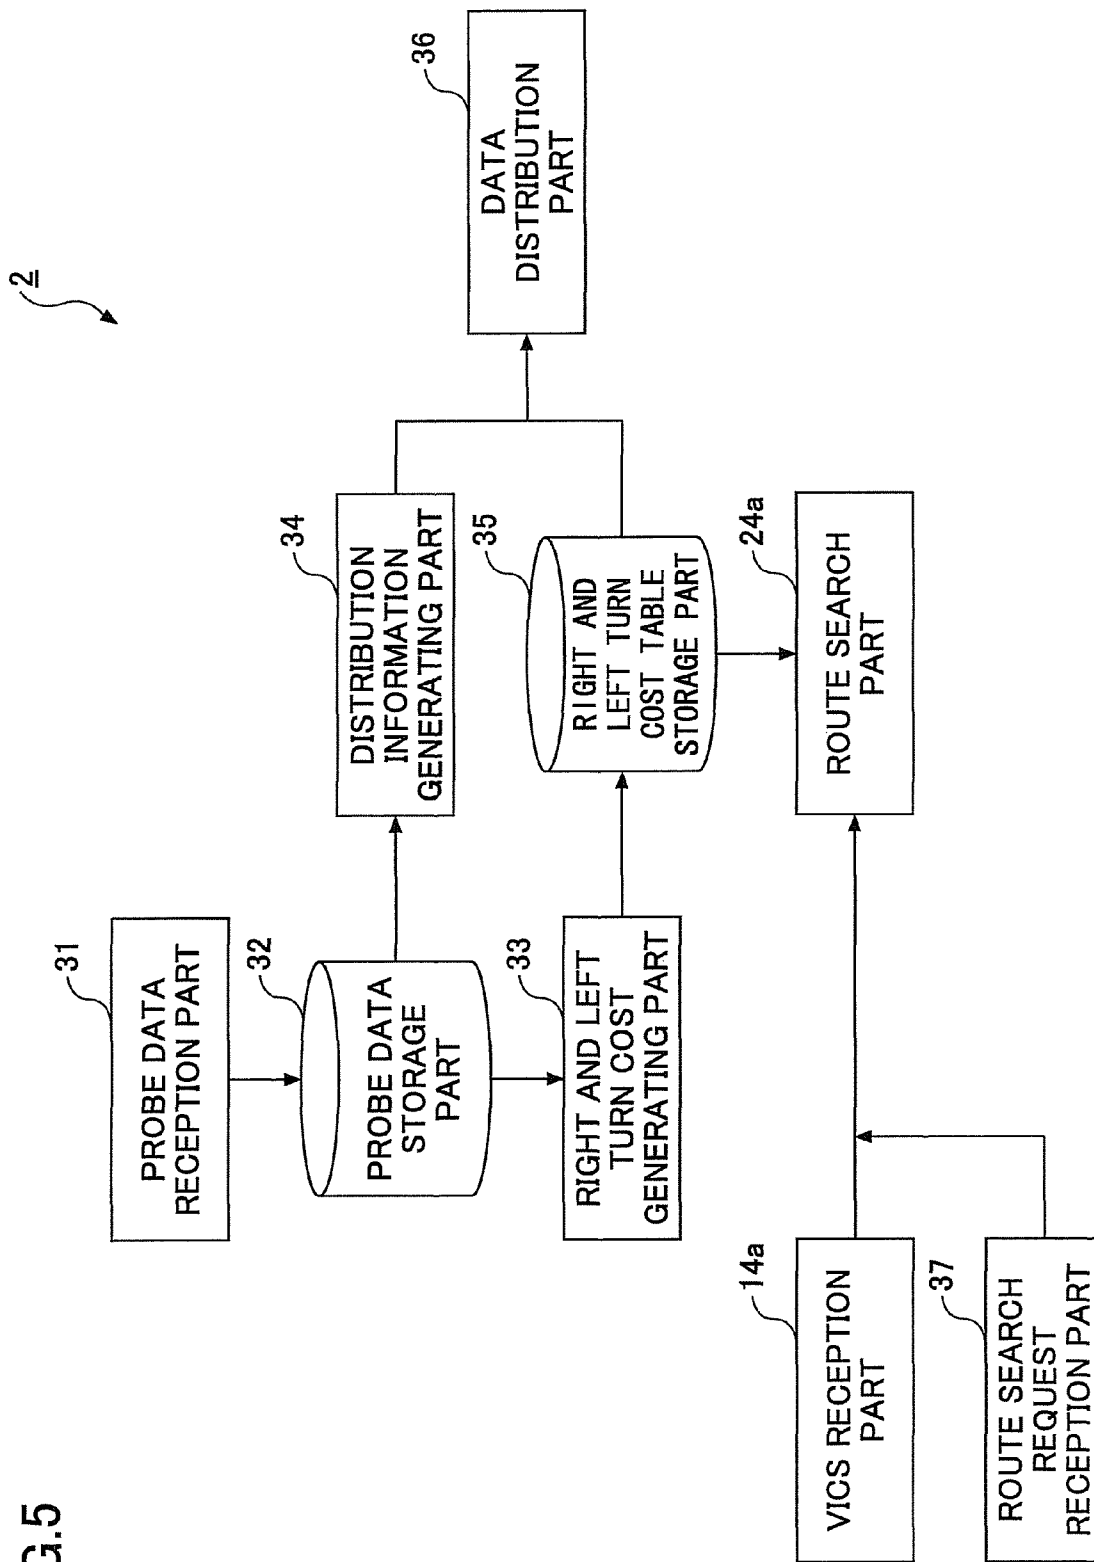 G.5
2
31
PROBE DATA
RECEPTION PART
32
PROBE DATA
STORAGE
PART
33
RIGHT AND LEFT
TURN COST
GENERATING PART
34
DISTRIBUTION
INFORMATION
GENERATING PART
35
RIGHT AND
LEFT TURN
COST TABLE
STORAGE PART
36
DATA
DISTRIBUTION
PART
14a
VICS RECEPTION
PART
24a
ROUTE SEARCH
PART
37
ROUTE SEARCH
REQUEST
RECEPTION PART